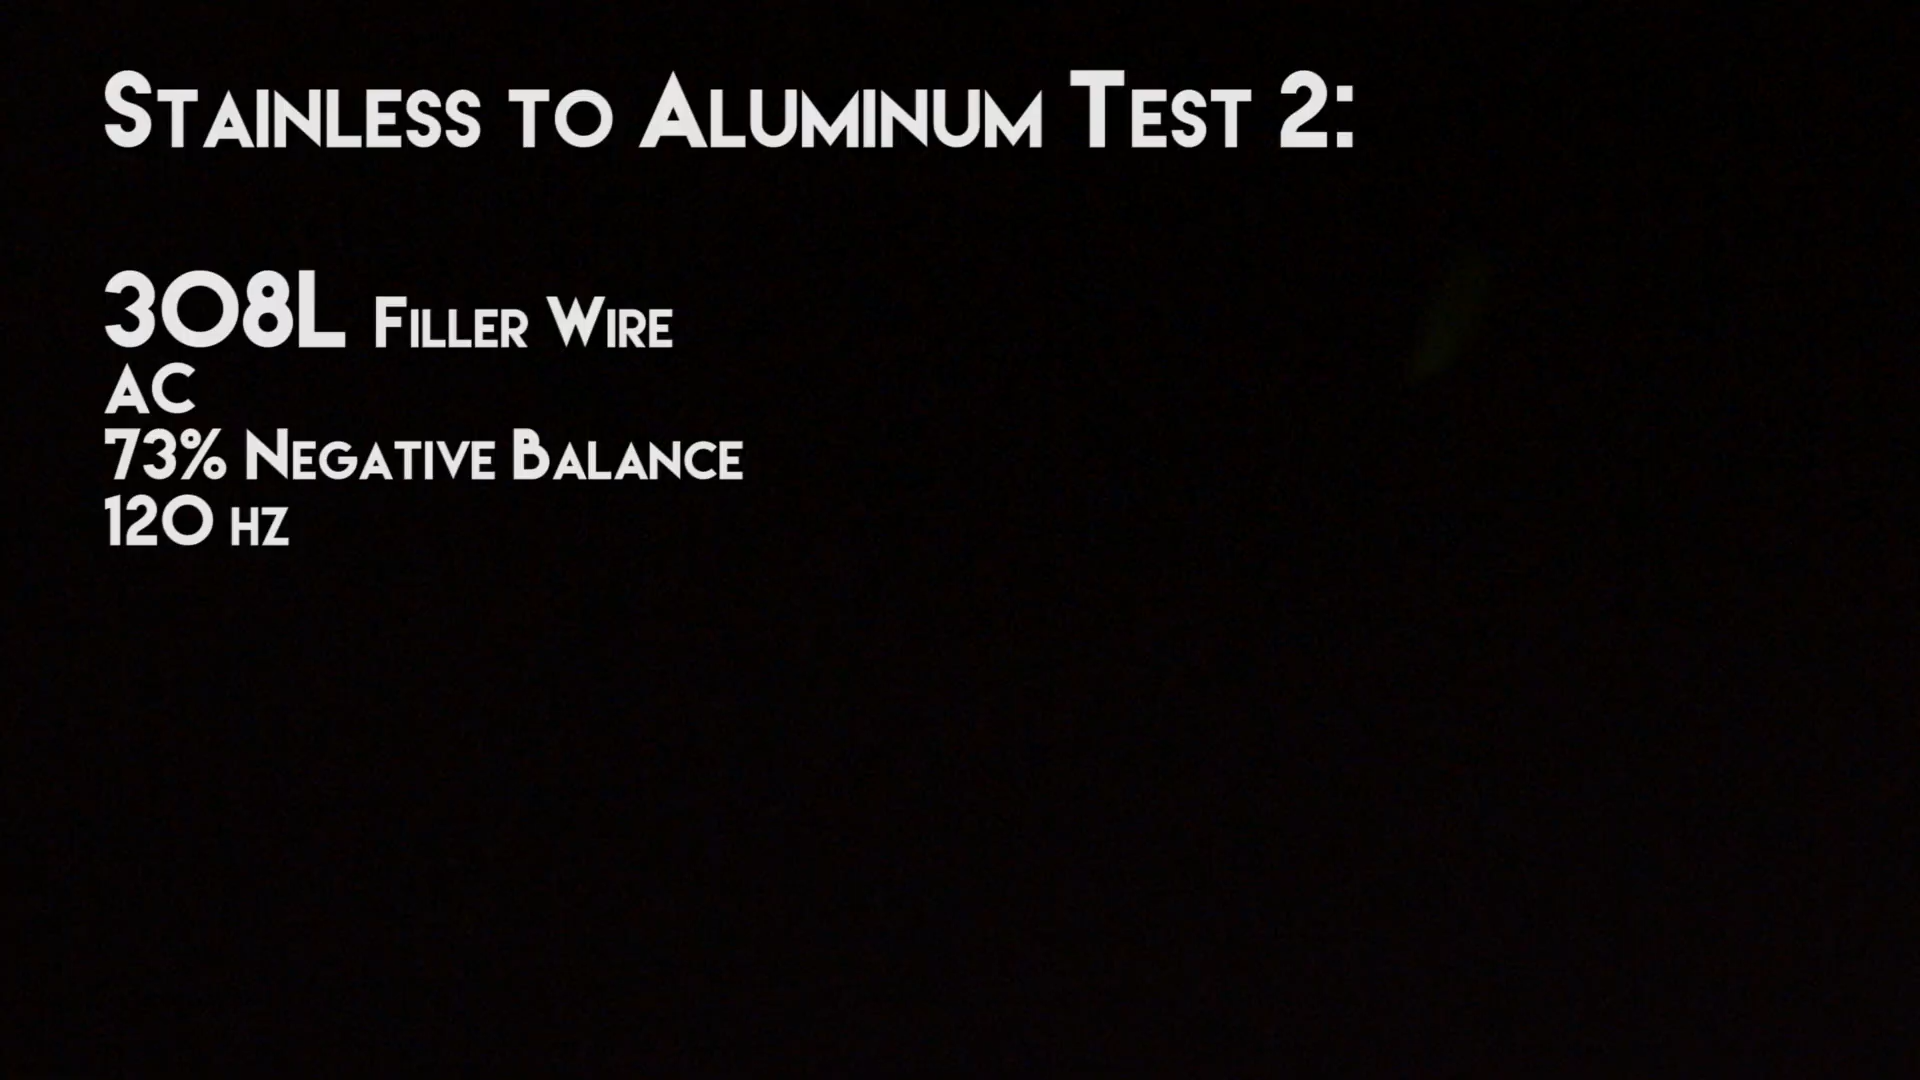 Stainless to Aluminum Test 2:
308L Filler Wire
AC
73% Negative Balance
120 hz